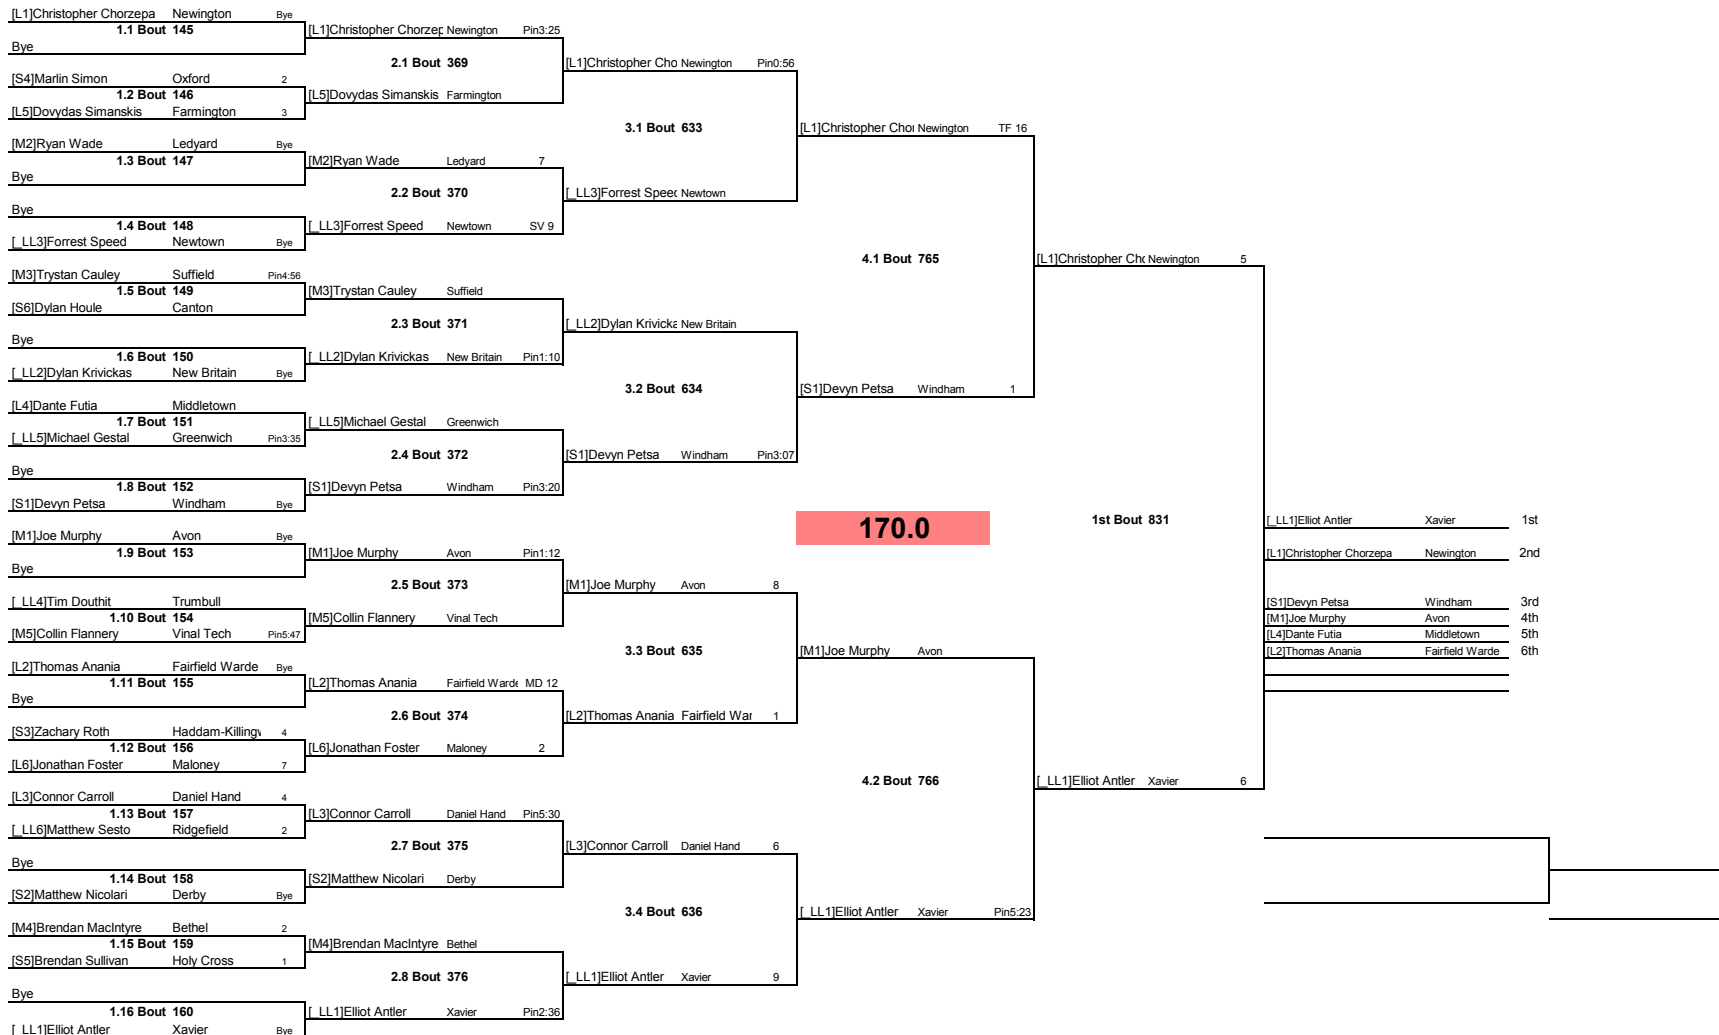 [L1]Christopher Chorzepa Newington Bye
1.1 Bout 145
Bye
[S4]Marlin Simon Oxford 2
1.2 Bout 146
[L5]Dovydas Simanskis Farmington 3
[M2]Ryan Wade Ledyard Bye
1.3 Bout 147
Bye
Bye
1.4 Bout 148
[_LL3]Forrest Speed Newtown Bye
[M3]Trystan Cauley Suffield Pin4:56
1.5 Bout 149
[S6]Dylan Houle Canton
Bye
1.6 Bout 150
[_LL2]Dylan Krivickas New Britain Bye
[L4]Dante Futia Middletown
1.7 Bout 151
[_LL5]Michael Gestal Greenwich Pin3:35
Bye
1.8 Bout 152
[S1]Devyn Petsa Windham Bye
[M1]Joe Murphy Avon Bye
1.9 Bout 153
Bye
[_LL4]Tim Douthit Trumbull
1.10 Bout 154
[M5]Collin Flannery Vinal Tech Pin5:47
[L2]Thomas Anania Fairfield Warde Bye
1.11 Bout 155
Bye
[S3]Zachary Roth Haddam-Killing 4
1.12 Bout 156
[L6]Jonathan Foster Maloney 7
[L3]Connor Carroll Daniel Hand 4
1.13 Bout 157
[_LL6]Matthew Sesto Ridgefield 2
Bye
1.14 Bout 158
[S2]Matthew Nicolari Derby Bye
[M4]Brendan MacIntyre Bethel 2
1.15 Bout 159
[S5]Brendan Sullivan Holy Cross 1
Bye
1.16 Bout 160
[_LL1]Elliot Antler Xavier Bye
[L1]Christopher Chorzep Newington Pin3:25
2.1 Bout 369
[L5]Dovydas Simanskis Farmington
[M2]Ryan Wade Ledyard 7
2.2 Bout 370
[_LL3]Forrest Speed Newtown SV 9
[M3]Trystan Cauley Suffield
2.3 Bout 371
[_LL2]Dylan Krivickas New Britain Pin1:10
[_LL5]Michael Gestal Greenwich
2.4 Bout 372
[S1]Devyn Petsa Windham Pin3:20
[M1]Joe Murphy Avon Pin1:12
2.5 Bout 373
[M5]Collin Flannery Vinal Tech
[L2]Thomas Anania Fairfield Warde MD 12
2.6 Bout 374
[L6]Jonathan Foster Maloney 2
[L3]Connor Carroll Daniel Hand Pin5:30
2.7 Bout 375
[S2]Matthew Nicolari Derby
[M4]Brendan MacIntyre Bethel
2.8 Bout 376
[_LL1]Elliot Antler Xavier Pin2:36
[L1]Christopher Cho Newington Pin0:56
3.1 Bout 633
[_LL3]Forrest Speec Newtown
[_LL2]Dylan Krivicka New Britain
3.2 Bout 634
[S1]Devyn Petsa Windham Pin3:07
[M1]Joe Murphy Avon 8
3.3 Bout 635
[L2]Thomas Anania Fairfield War 1
[L3]Connor Carroll Daniel Hand 6
3.4 Bout 636
[_LL1]Elliot Antler Xavier 9
[L1]Christopher Chor Newington TF 16
4.1 Bout 765
[S1]Devyn Petsa Windham 1
170.0
[M1]Joe Murphy Avon
4.2 Bout 766
[_LL1]Elliot Antler Xavier Pin5:23
[L1]Christopher Ch Newington 5
1st Bout 831
[_LL1]Elliot Antler Xavier 6
[_LL1]Elliot Antler Xavier 1st
[L1]Christopher Chorzepa Newington 2nd
[S1]Devyn Petsa Windham 3rd
[M1]Joe Murphy Avon 4th
[L4]Dante Futia Middletown 5th
[L2]Thomas Anania Fairfield Warde 6th